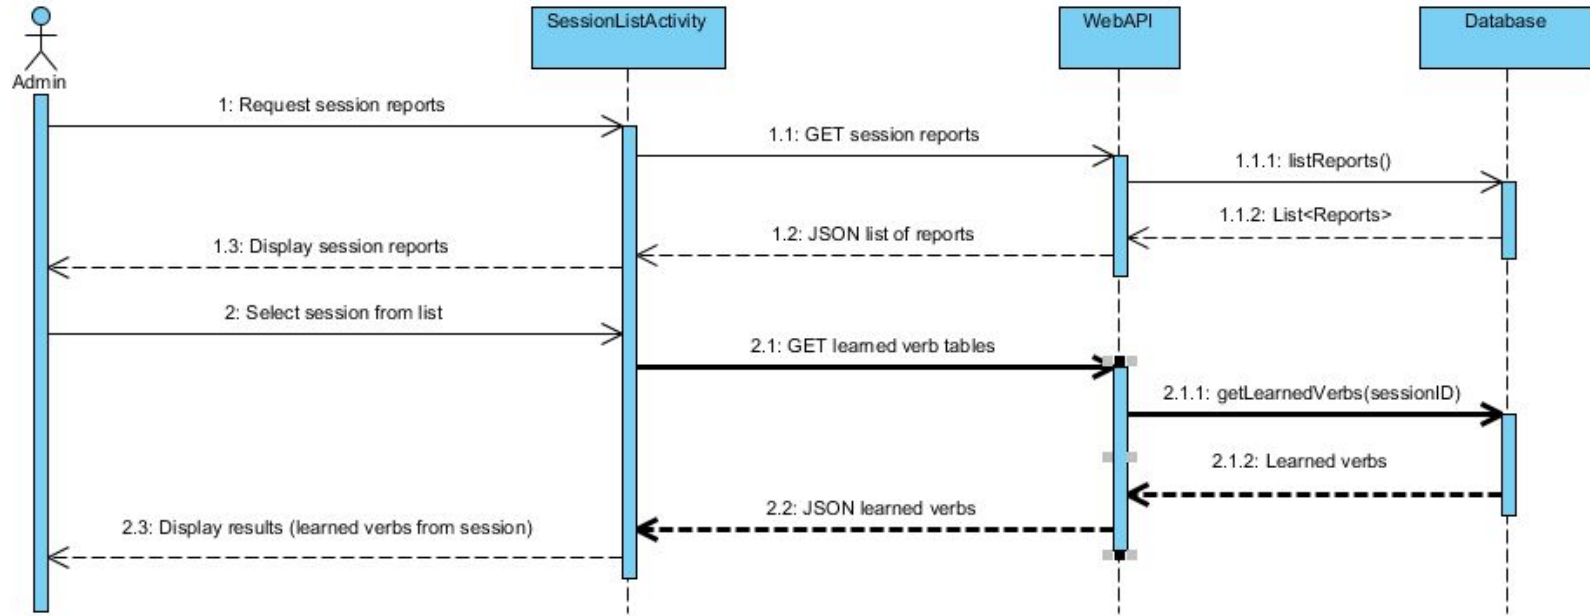 SessionListActivity
WebAPI
Database
Admin
1: Request session reports
1.1: GET session reports
1.1.1: listReports()
1.1.2: List<Reports>
1.2: JSON list of reports
1.3: Display session reports
2: Select session from list
2.1: GET learned verb tables
2.1.1: getLearnedVerbs(sessionID)
2.1.2: Learned verbs
2.2: JSON learned verbs
2.3: Display results (learned verbs from session)